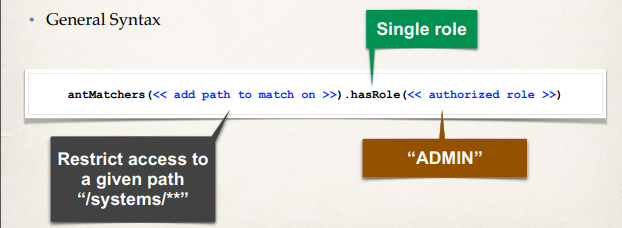 • General Syntax
Single role
antMatchers(<< add path to match on >>).hasRole(<< authorized role >>)
Restrict access to
a given path
“/systems/**”
“ADMIN”